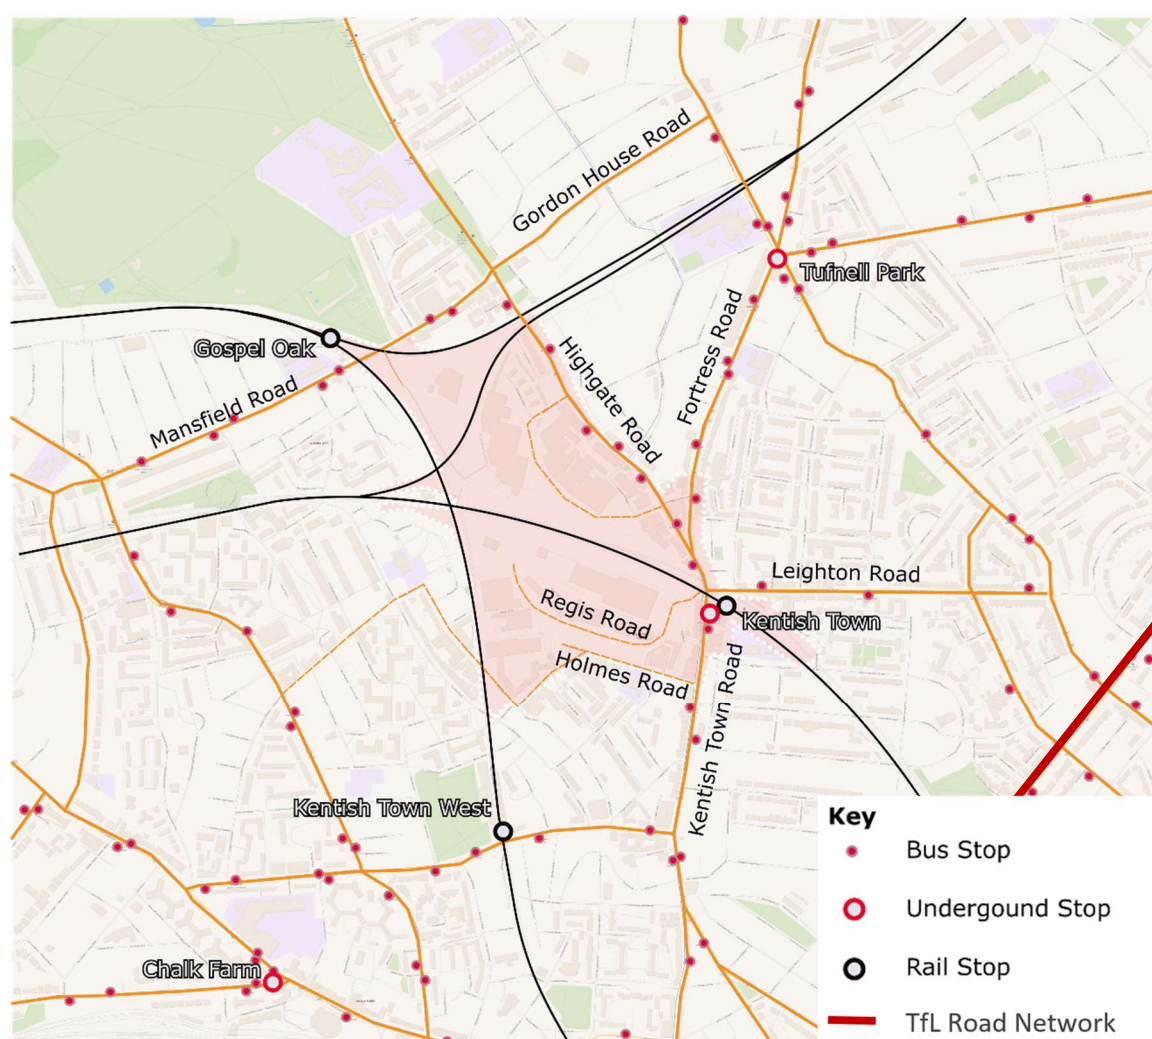 Gordon House Road
Tufnell Park
Gospel Oak
Highgate Road
Fortress Road
Mansfield Road
Leighton Road
Regis Road
Kentish Town
Holmes Road
Kentish Town Road
Kentish Town West
Chalk Farm
Key
Bus Stop
Undergound Stop
Rail Stop
TfL Road Network